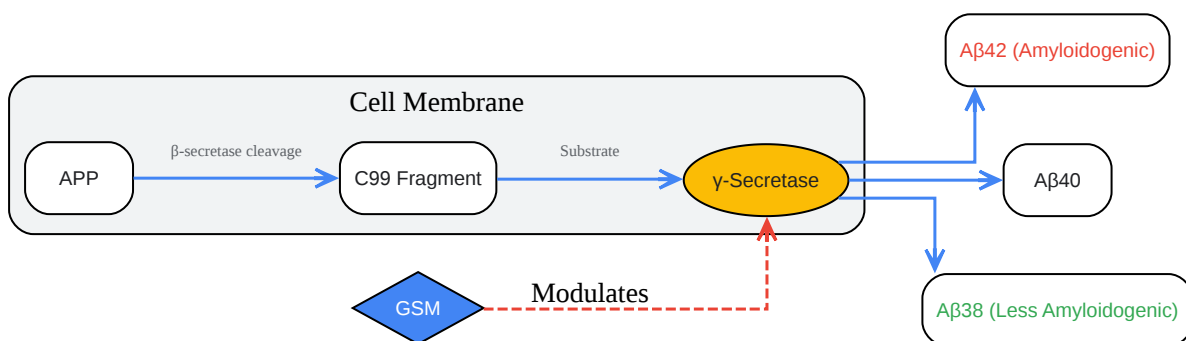 Aβ42 (Amyloidogenic)
Cell Membrane
β-secretase cleavage
Substrate
APP
C99 Fragment
γ-Secretase
Aβ40
GSM
Modulates
Aβ38 (Less Amyloidogenic)